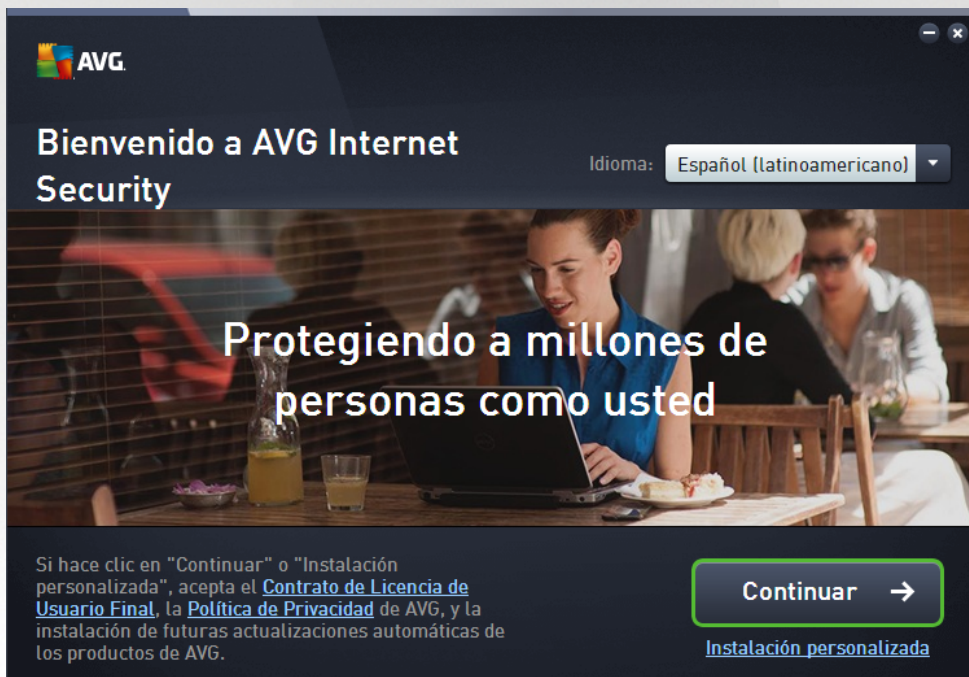 AVG.
Bienvenido a AVG Internet
Security
Idioma:
Español (latinoamericano)
Protegiendo a millones de
personas como usted
Si hace clic en "Continuar" o "Instalación
personalizada", acepta el Contrato de Licencia de
Usuario Final, la Política de Privacidad de AVG, y la
instalación de futuras actualizaciones automáticas de
los productos de AVG.
Continuar →
Instalación personalizada